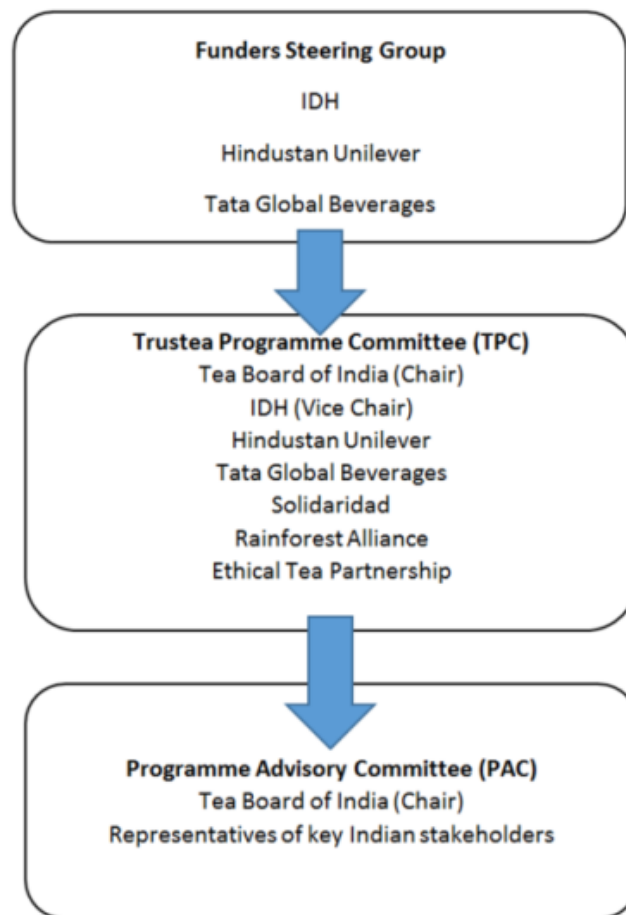 Funders Steering Group
IDH
Hindustan Unilever
Tata Global Beverages
Trustea Programme Committee (TPC)
Tea Board of India (Chair)
IDH (Vice Chair)
Hindustan Unilever
Tata Global Beverages
Solidaridad
Rainforest Alliance
Ethical Tea Partnership
Programme Advisory Committee (PAC)
Tea Board of India (Chair)
Representatives of key Indian stakeholders